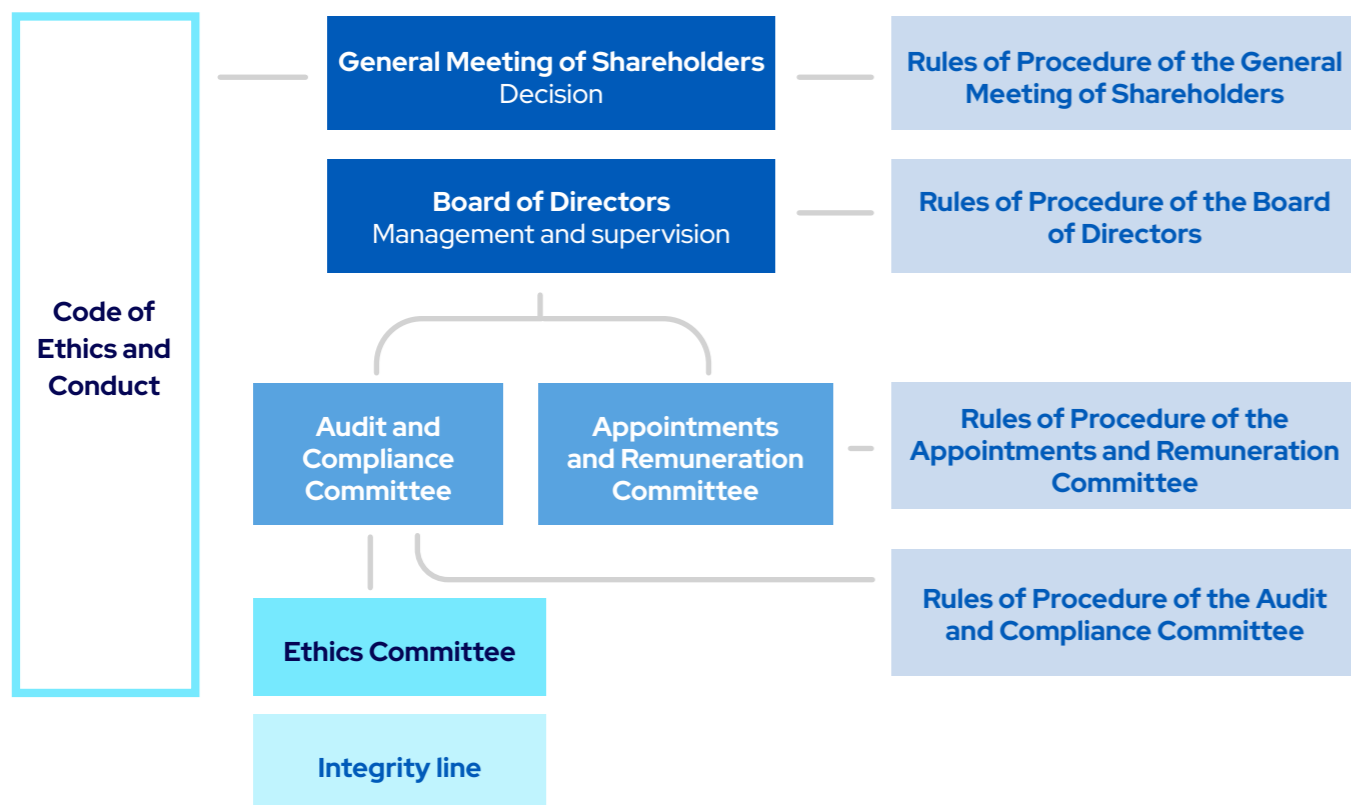 General Meeting of Shareholders
Decision
Rules of Procedure of the General
Meeting of Shareholders
Board of Directors
Management and supervision
Rules of Procedure of the Board
of Directors
Code of
Ethics and
Conduct
Audit and
Compliance
Committee
Appointments
and Remuneration
Committee
Rules of Procedure of the
Appointments and Remuneration
Committee
Rules of Procedure of the Audit
and Compliance Committee
Ethics Committee
Integrity line